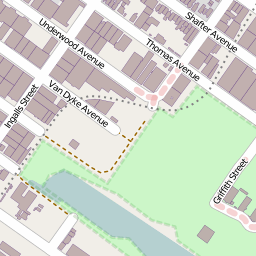 Shafter Avenue
Underwood Avenue
Thomas Avenue
Van Dyke Avenue
Ingalls Street
Griffith Street